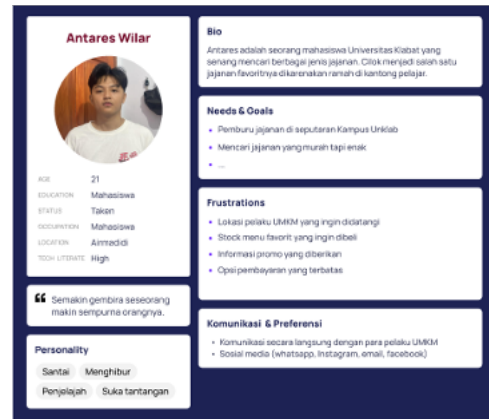 Antares Wilar
AGE 21
EDUCATION Mahasiswa
STATUS Taken
OCCUPATION Mahasiswa
LOCATION Airmadidi
TECH LITERATE High
Semakin gembira seseorang
makin sempurna orangnya.
Personality
Santai Menghibur
Penjelajah Suka tantangan
Bio
Antares adalah seorang mahasiswa Universitas Klabat yang
senang mencari berbagai jenis jajanan. Cilok menjadi salah satu
jajanan favoritnya dikarenakan ramah di kantong pelajar.
Needs & Goals
Pemburu jajanan di seputaran Kampus Unklab
Mencari jajanan yang murah tapi enak
...
Frustrations
Lokasi pelaku UMKM yang ingin didatangi
Stock menu favorit yang ingin dibeli
Informasi promo yang diberikan
Opsi pembayaran yang terbatas
Komunikasi & Preferensi
Komunikasi secara langsung dengan para pelaku UMKM
Sosial media (whatsapp, Instagram, email, facebook)